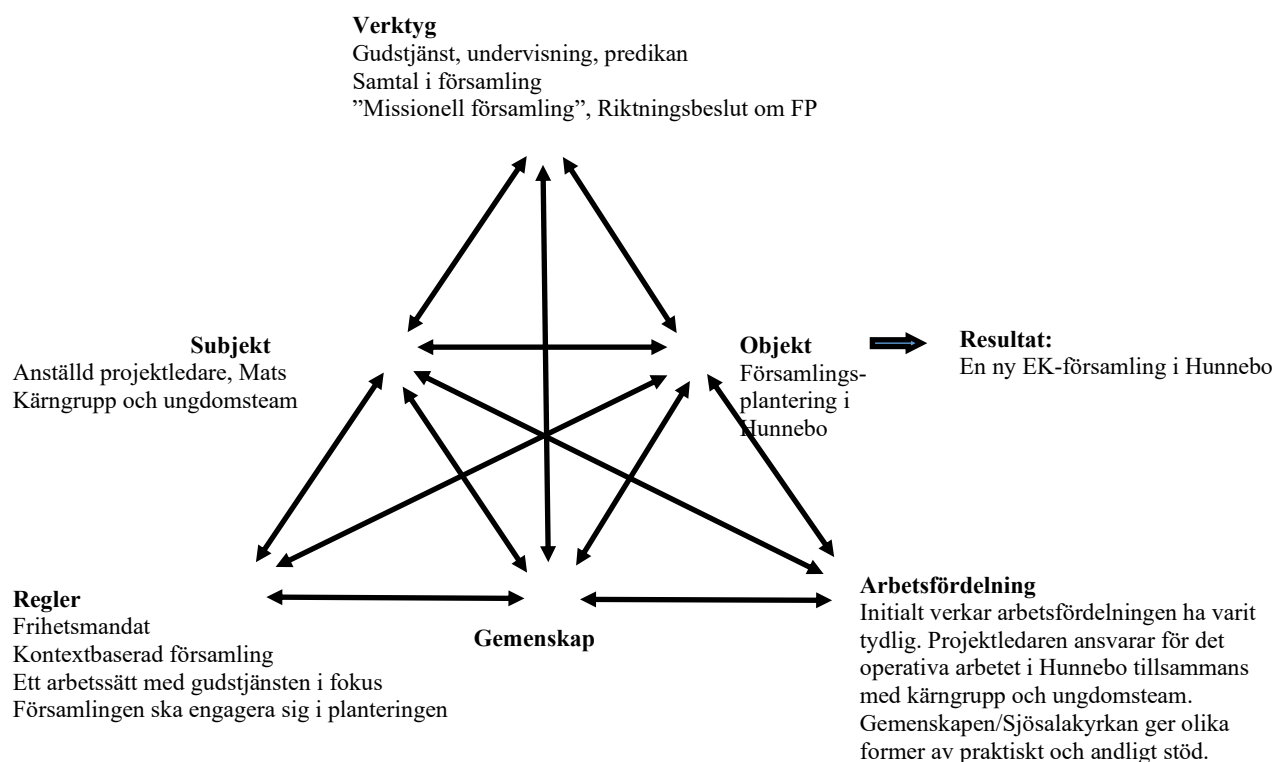 Verktyg
Gudstjänst, undervisning, predikan
Samtal i församling
”Missionell församling”, Riktningsbeslut om FP
Subjekt
Anställd projektledare, Mats
Kärngrupp och ungdomsteam
Objekt
Församlings-
plantering i
Hunnebo
Resultat:
En ny EK-församling i Hunnebo
Regler
Frihetsmandat
Kontextbaserad församling
Ett arbetssätt med gudstjänsten i fokus
Församlingen ska engagera sig i planteringen
Gemenskap
Arbetsfördelning
Initialt verkar arbetsfördelningen ha varit
tydlig. Projektledaren ansvarar för det
operativa arbetet i Hunnebo tillsammans
med kärngrupp och ungdomsteam.
Gemenskapen/Sjösalakyrkan ger olika
former av praktiskt och andligt stöd.